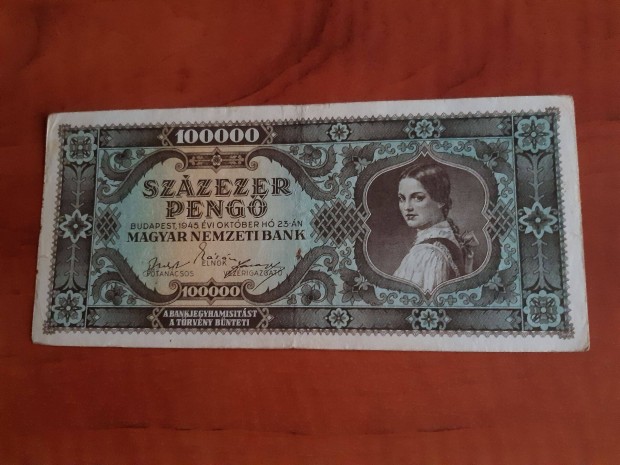 100000
SZÁZEZER
PENGŐ
BUDAPEST, 1945. ÉVI OKTÓBER HÓ 23-ÁN
MAGYAR NEMZETI BANK
ELNÖK
FŐTANÁCSOS
VEZÉRIGAZGATÓ
100000
A BANKJEGYHAMISITÁST
A TÖRVÉNY BÜNTETI